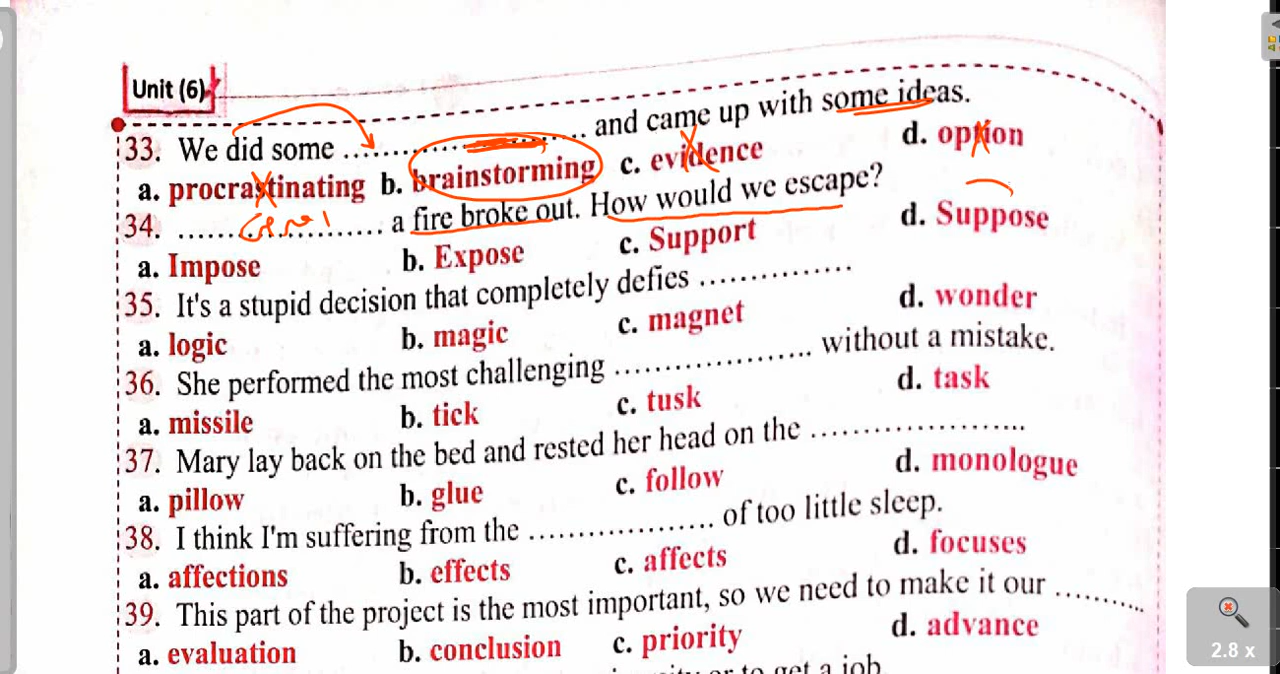 Unit (6)
33. We did some .................................. and came up with some ideas.
a. procrastinating b. brainstorming c. evidence d. option
34. .......................... a fire broke out. How would we escape?
a. Impose b. Expose c. Support d. Suppose
35. It's a stupid decision that completely defies ...............
a. logic b. magic c. magnet d. wonder
36. She performed the most challenging .................... without a mistake.
a. missile b. tick c. tusk d. task
37. Mary lay back on the bed and rested her head on the .....................
a. pillow b. glue c. follow d. monologue
38. I think I'm suffering from the .................. of too little sleep.
a. affections b. effects c. affects d. focuses
39. This part of the project is the most important, so we need to make it our ..........
a. evaluation b. conclusion c. priority d. advance
or to get a job
2.8 x